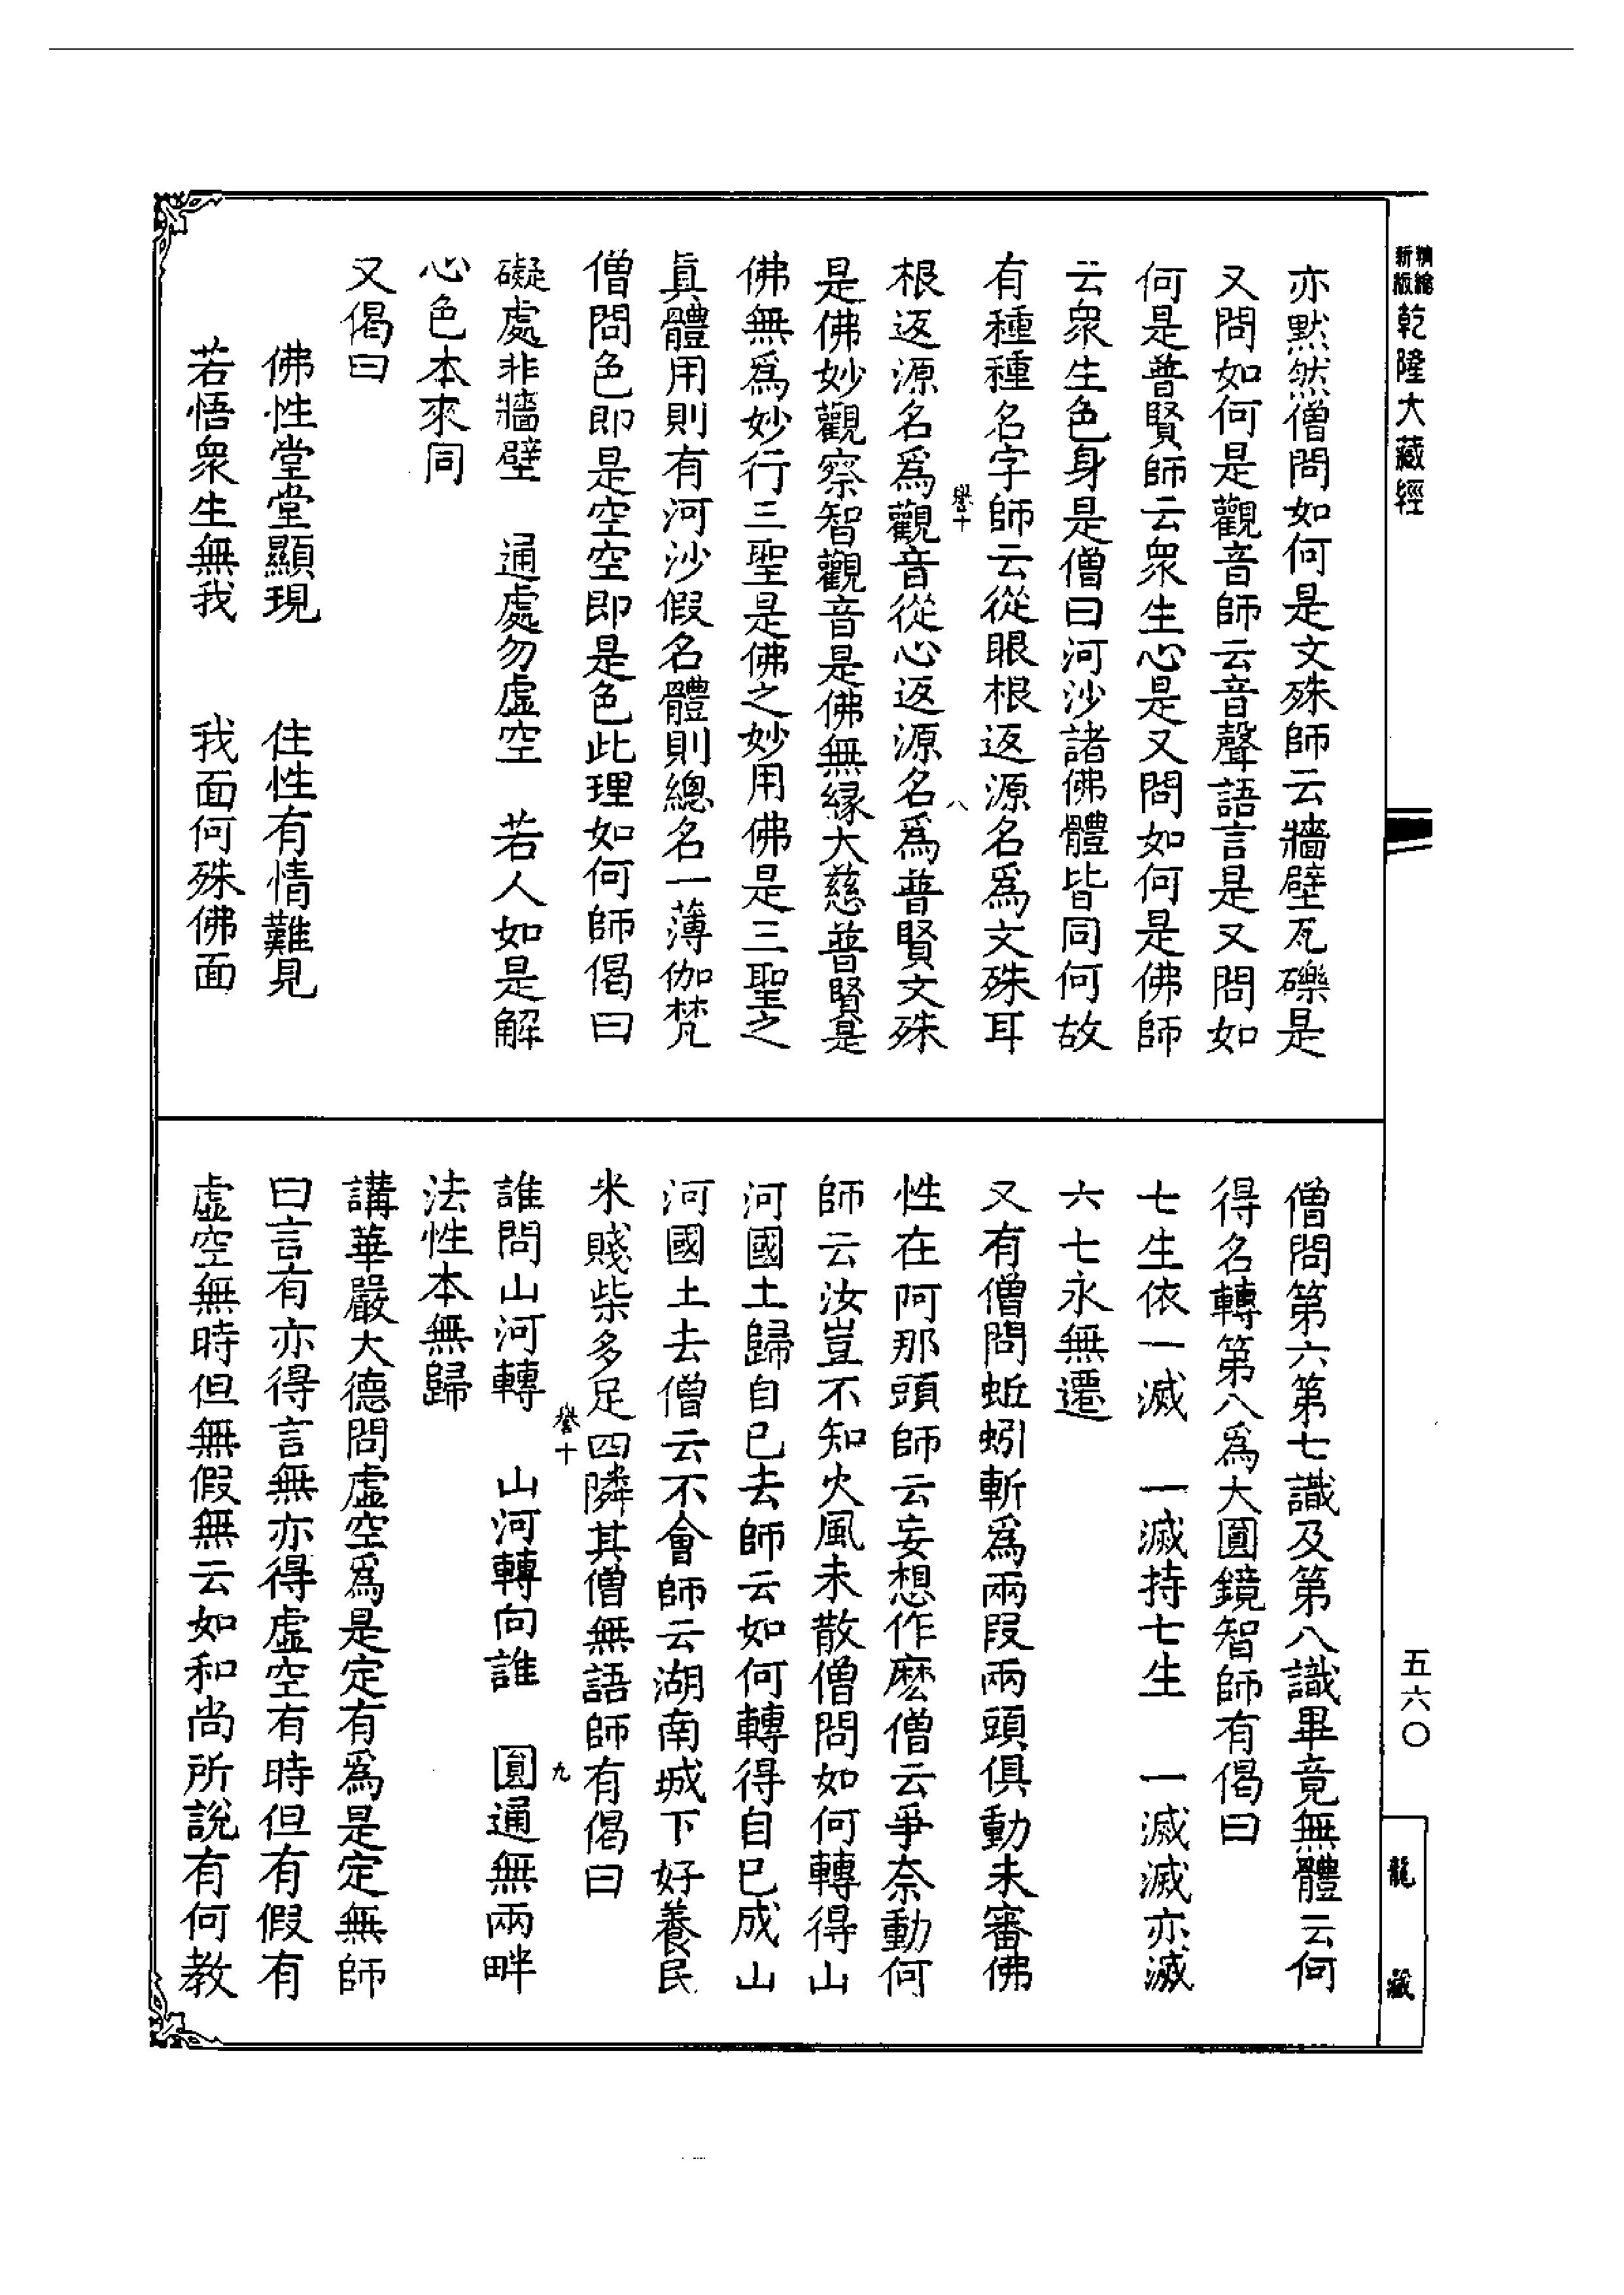 新版 精縮 乾隆大藏經
亦默然僧問如何是文殊師云牆壁瓦礫是
又問如何是觀音師云音聲語言是又問如
何是普賢師云衆生心是又問如何是佛師
云衆生色身是僧曰河沙諸佛體皆同何故
有種種名字師云從眼根返源名爲文殊耳
譽十
八
根返源名爲觀音從心返源名爲普賢文殊
是佛妙觀察智觀音是佛無縁大慈普賢是
佛無爲妙行三聖是佛之妙用佛是三聖之
眞體用則有河沙假名體則總名一薄伽梵
僧問色即是空空即是色此理如何師偈曰
礙處非牆壁 通處勿虛空 若人如是解
心色本來同
又偈曰
佛性堂堂顯現 住性有情難見
若悟衆生無我 我面何殊佛面
僧問第六第七識及第八識畢竟無體云何
得名轉第八爲大圓鏡智師有偈曰
七生依一滅 一滅持七生 一滅滅亦滅
六七永無遷
又有僧問蚯蚓斬爲兩段兩頭俱動未審佛
性在阿那頭師云妄想作麽僧云爭奈動何
師云汝豈不知火風未散僧問如何轉得山
河國土歸自已去師云如何轉得自已成山
河國土去僧云不會師云湖南城下好養民
米賤柴多足四隣其僧無語師有偈曰
譽十
九
誰問山河轉 山河轉向誰 圓通無兩畔
法性本無歸
講華嚴大德問虛空爲是定有爲是定無師
曰言有亦得言無亦得虛空有時但有假有
虛空無時但無假無云如和尚所說有何教
五六〇
龍藏